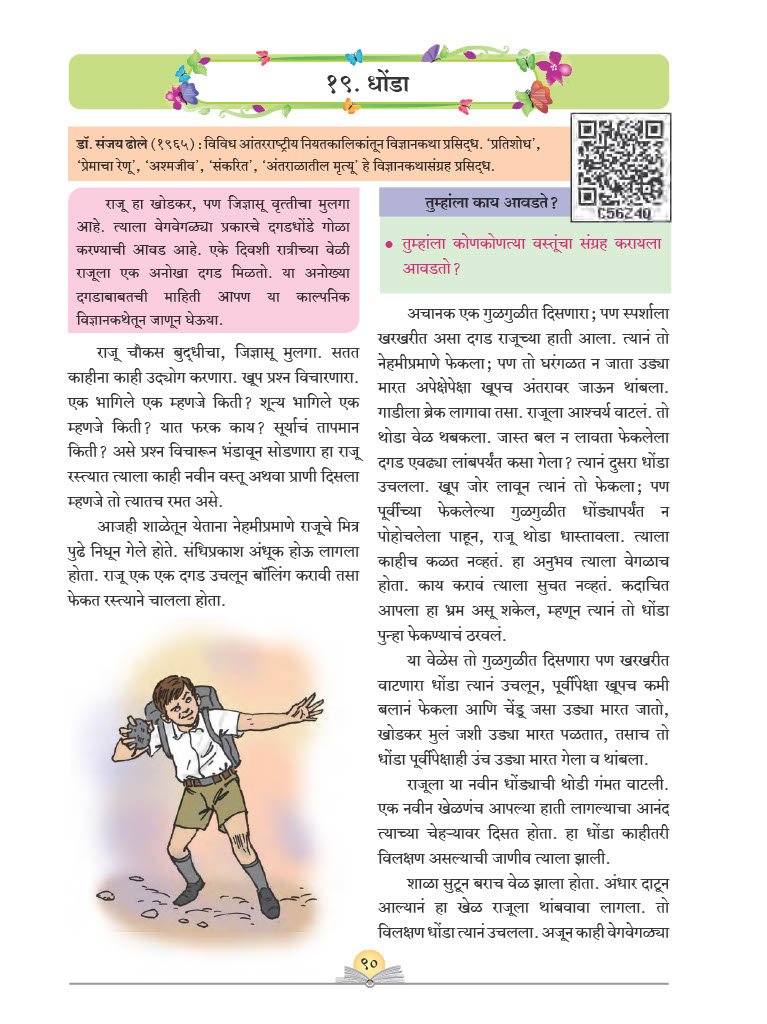 १९. धोंडा
डॉ. संजय ढोले (१९६५) : विविध आंतरराष्ट्रीय नियतकालिकांतून विज्ञानकथा प्रसिद्ध. ‘प्रतिशोध’,
‘प्रेमाचा रेणू’, ‘अश्मजीव’, ‘संकरित’, ‘अंतराळातील मृत्यू’ हे विज्ञानकथासंग्रह प्रसिद्ध.
C56Z4Q
राजू हा खोडकर, पण जिज्ञासू वृत्तीचा मुलगा
आहे. त्याला वेगवेगळ्या प्रकारचे दगडधोंडे गोळा
करण्याची आवड आहे. एके दिवशी रात्रीच्या वेळी
राजूला एक अनोखा दगड मिळतो. या अनोख्या
दगडाबाबतची माहिती आपण या काल्पनिक
विज्ञानकथेतून जाणून घेऊया.
राजू चौकस बुद्धीचा, जिज्ञासू मुलगा. सतत
काहीना काही उद्योग करणारा. खूप प्रश्न विचारणारा.
एक भागिले एक म्हणजे किती? शून्य भागिले एक
म्हणजे किती? यात फरक काय? सूर्याचं तापमान
किती? असे प्रश्न विचारून भंडावून सोडणारा हा राजू
रस्त्यात त्याला काही नवीन वस्तू अथवा प्राणी दिसला
म्हणजे तो त्यातच रमत असे.
आजही शाळेतून येताना नेहमीप्रमाणे राजूचे मित्र
पुढे निघून गेले होते. संधिप्रकाश अंधूक होऊ लागला
होता. राजू एक एक दगड उचलून बॉलिंग करावी तसा
फेकत रस्त्याने चालला होता.
तुम्हांला काय आवडते?
• तुम्हांला कोणकोणत्या वस्तूंचा संग्रह करायला
आवडतो?
अचानक एक गुळगुळीत दिसणारा; पण स्पर्शाला
खरखरीत असा दगड राजूच्या हाती आला. त्यानं तो
नेहमीप्रमाणे फेकला; पण तो घरंगळत न जाता उड्या
मारत अपेक्षेपेक्षा खूपच अंतरावर जाऊन थांबला.
गाडीला ब्रेक लागावा तसा. राजूला आश्चर्य वाटलं. तो
थोडा वेळ थबकला. जास्त बल न लावता फेकलेला
दगड एवढ्या लांबपर्यंत कसा गेला? त्यानं दुसरा धोंडा
उचलला. खूप जोर लावून त्यानं तो फेकला; पण
पूर्वीच्या फेकलेल्या गुळगुळीत धोंड्यापर्यंत न
पोहोचलेला पाहून, राजू थोडा धास्तावला. त्याला
काहीच कळत नव्हतं. हा अनुभव त्याला वेगळाच
होता. काय करावं त्याला सुचत नव्हतं. कदाचित
आपला हा भ्रम असू शकेल, म्हणून त्यानं तो धोंडा
पुन्हा फेकण्याचं ठरवलं.
या वेळेस तो गुळगुळीत दिसणारा पण खरखरीत
वाटणारा धोंडा त्यानं उचलून, पूर्वीपेक्षा खूपच कमी
बलानं फेकला आणि चेंडू जसा उड्या मारत जातो,
खोडकर मुलं जशी उड्या मारत पळतात, तसाच तो
धोंडा पूर्वीपेक्षाही उंच उड्या मारत गेला व थांबला.
राजूला या नवीन धोंड्याची थोडी गंमत वाटली.
एक नवीन खेळणंच आपल्या हाती लागल्याचा आनंद
त्याच्या चेहऱ्यावर दिसत होता. हा धोंडा काहीतरी
विलक्षण असल्याची जाणीव त्याला झाली.
शाळा सुटून बराच वेळ झाला होता. अंधार दाटून
आल्यानं हा खेळ राजूला थांबवावा लागला. तो
विलक्षण धोंडा त्यानं उचलला. अजून काही वेगवेगळ्या
९०